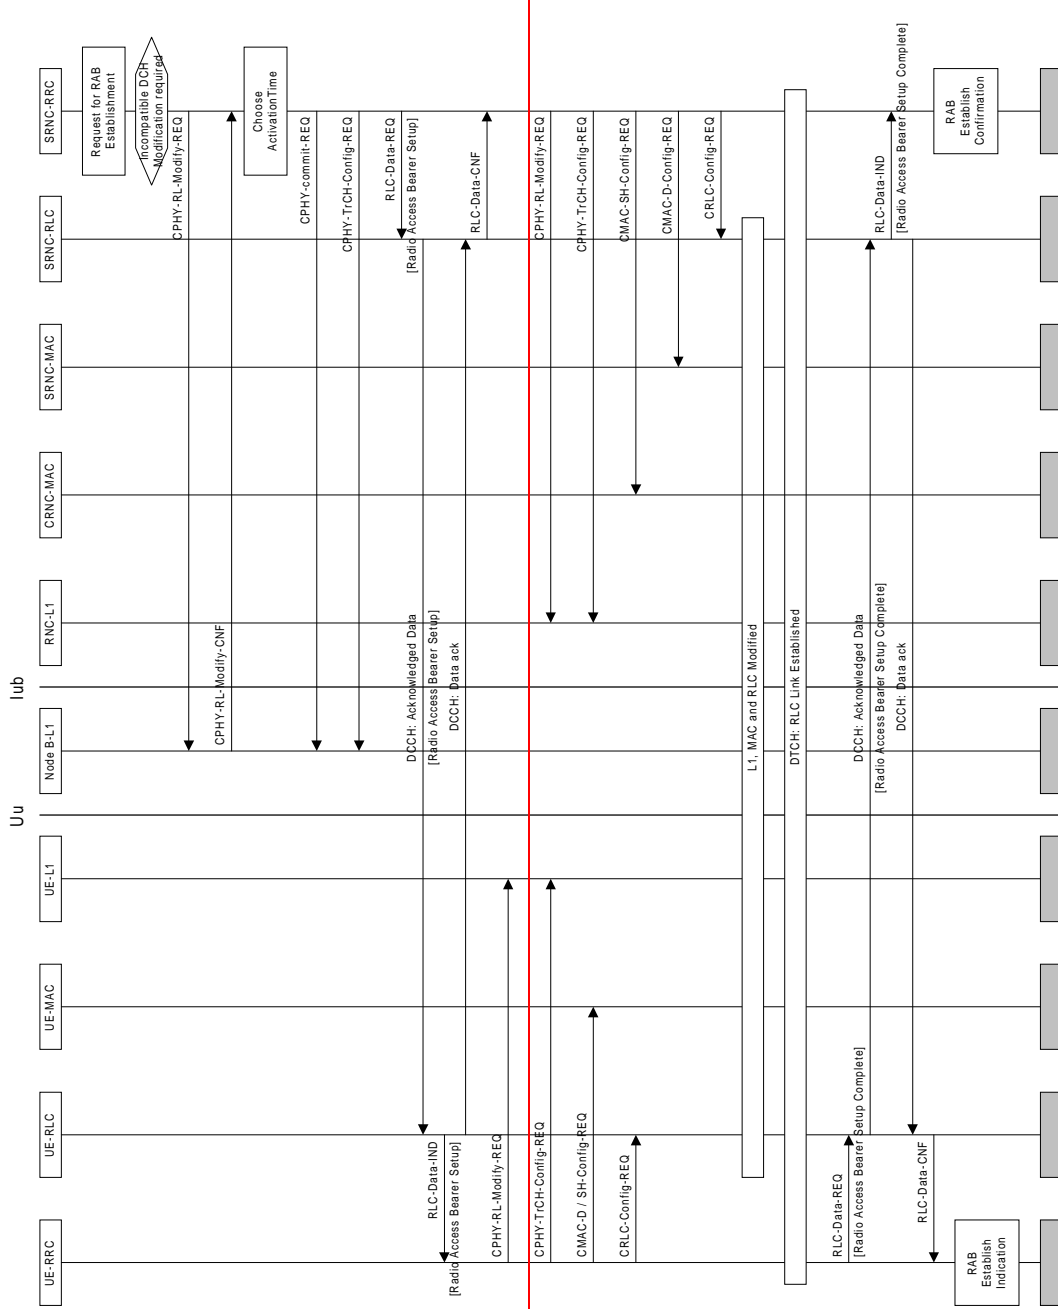 Uu
Iub
UE-RRC
UE-RLC
UE-MAC
UE-L1
Node B-L1
RNC-L1
CRNC-MAC
SRNC-MAC
SRNC-RLC
SRNC-RRC
Request for RAB
Establishment
Incompatible DCH
Modification required
CPHY-RL-Modify-REQ
CPHY-RL-Modify-CNF
Choose
ActivationTime
CPHY-commit-REQ
CPHY-TrCH-Config-REQ
RLC-Data-REQ
[Radio Access Bearer Setup]
DCCH: Acknowledged Data
[Radio Access Bearer Setup]
RLC-Data-IND
[Radio Access Bearer Setup]
DCCH: Data ack
RLC-Data-CNF
CPHY-RL-Modify-REQ
CPHY-TrCH-Config-REQ
CPHY-RL-Modify-REQ
CMAC-D / SH-Config-REQ
CPHY-TrCH-Config-REQ
CRLC-Config-REQ
CMAC-SH-Config-REQ
CMAC-D-Config-REQ
CRLC-Config-REQ
L1, MAC and RLC Modified
DTCH: RLC Link Established
RLC-Data-REQ
[Radio Access Bearer Setup Complete]
DCCH: Acknowledged Data
[Radio Access Bearer Setup Complete]
RLC-Data-IND
[Radio Access Bearer Setup Complete]
DCCH: Data ack
RLC-Data-CNF
RAB
Establish
Confirmation
RAB
Establish
Indication